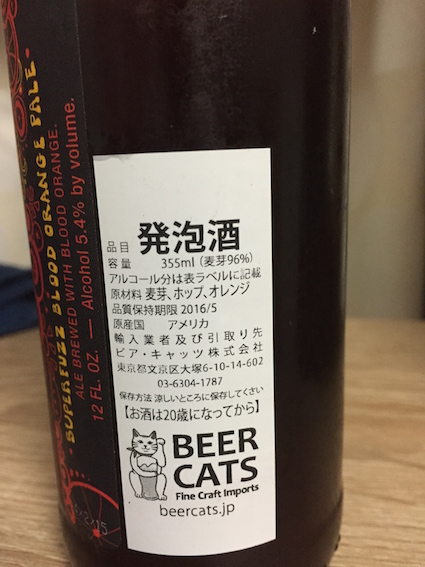 SUPERFUZZ BLOOD ORANGE PALE
ALE BREWED WITH BLOOD ORANGE.
12 FL. OZ. — Alcohol 5.4% by volume.
品目 発泡酒
容量 355ml（麦芽96%）
アルコール分は表ラベルに記載
原材料 麦芽、ホップ、オレンジ
品質保持期限 2016/5
原産国 アメリカ
輸入業者及び引取り先
ビア・キャッツ株式会社
東京都文京区大塚6-10-14-602
03-6304-1787
保存方法 涼しいところに保存してください
【お酒は20歳になってから】
BEER
CATS
Fine Craft Imports
beercats.jp